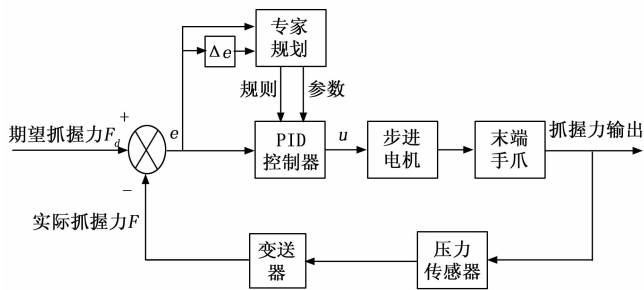 专家
规划
Δe
规则
参数
+
期望抓握力F_d
e
PID
控制器
u
步进
电机
末端
手爪
抓握力输出
−
实际抓握力F
变送
器
压力
传感器